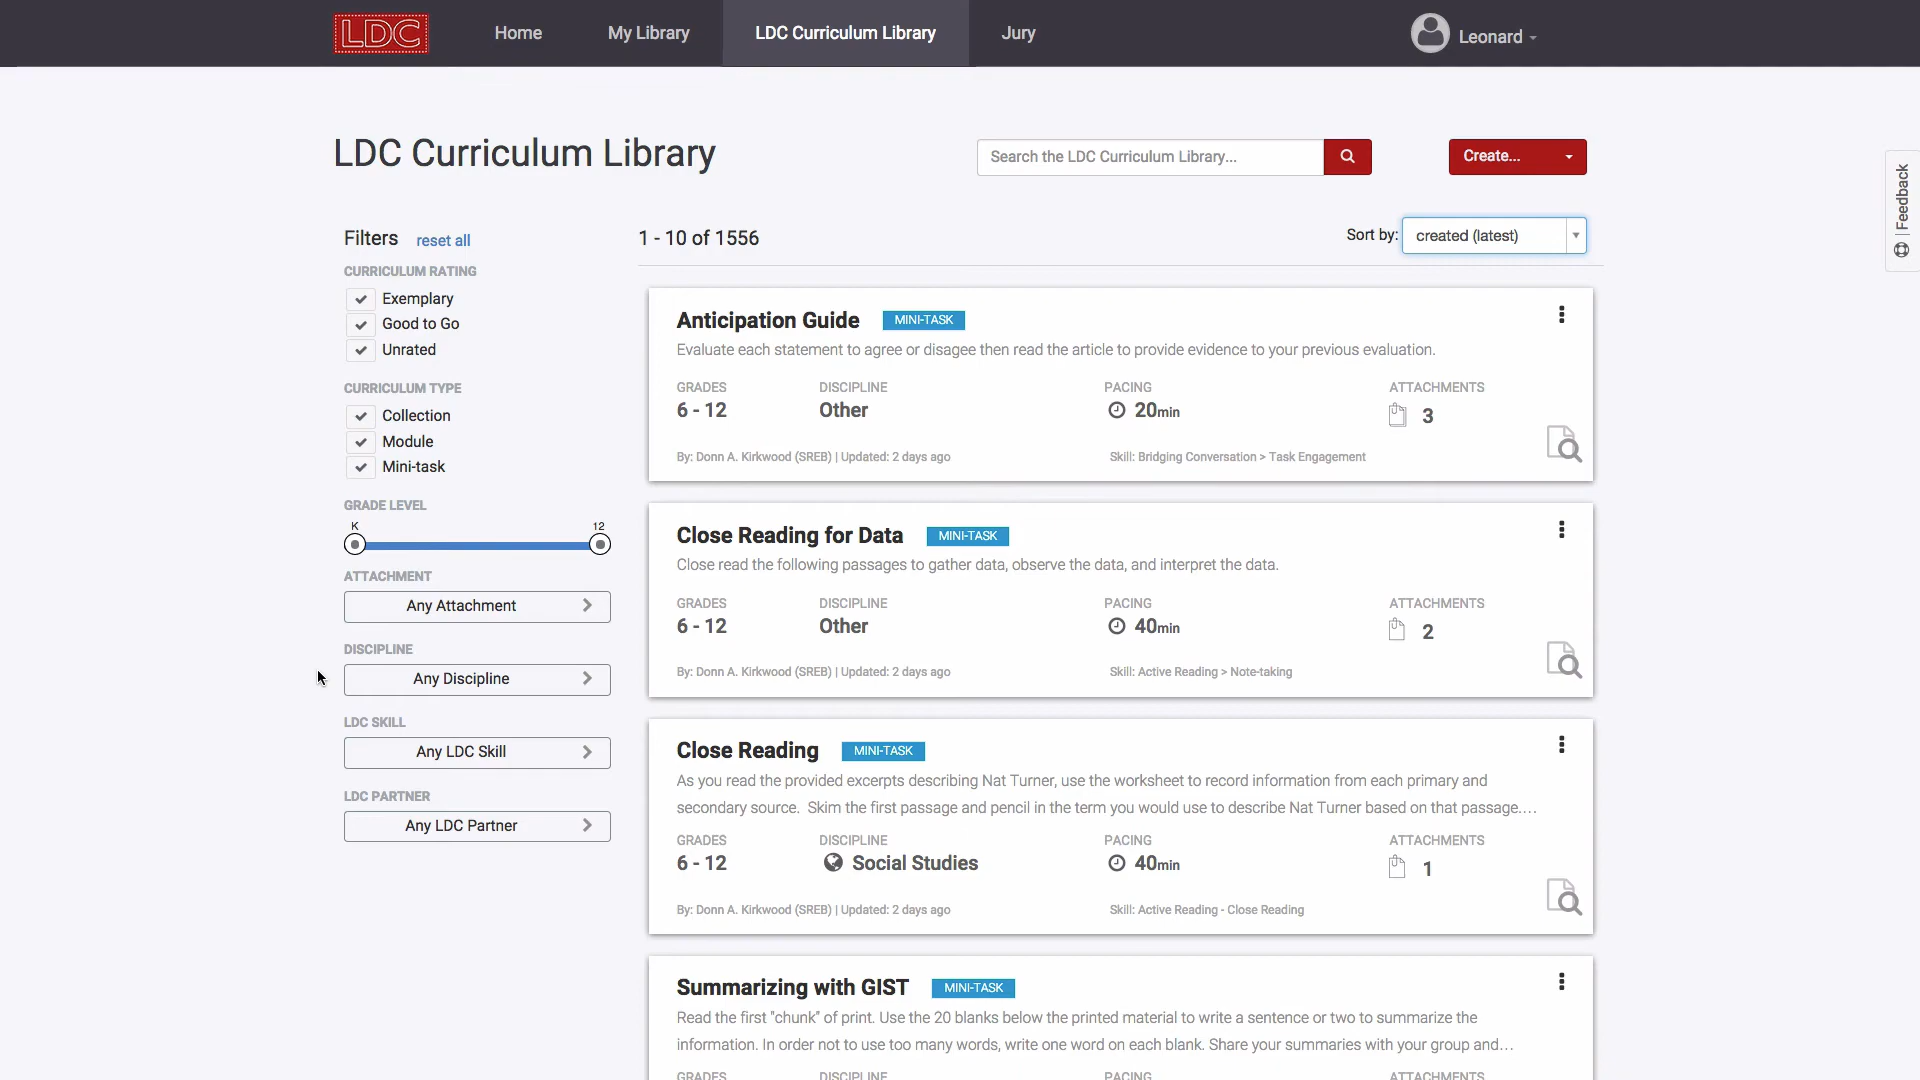 LDC
Home
My Library
LDC Curriculum Library
Jury
Leonard
LDC Curriculum Library
Search the LDC Curriculum Library...
Create...
Feedback
Filters
reset all
1 - 10 of 1556
Sort by:
created (latest)
CURRICULUM RATING
Exemplary
Good to Go
Unrated
CURRICULUM TYPE
Collection
Module
Mini-task
GRADE LEVEL
K
12
ATTACHMENT
Any Attachment
DISCIPLINE
Any Discipline
LDC SKILL
Any LDC Skill
LDC PARTNER
Any LDC Partner
Anticipation Guide
MINI-TASK
Evaluate each statement to agree or disagee then read the article to provide evidence to your previous evaluation.
GRADES
DISCIPLINE
PACING
ATTACHMENTS
6 - 12
Other
20min
3
By: Donn A. Kirkwood (SREB) | Updated: 2 days ago
Skill: Bridging Conversation > Task Engagement
Close Reading for Data
MINI-TASK
Close read the following passages to gather data, observe the data, and interpret the data.
GRADES
DISCIPLINE
PACING
ATTACHMENTS
6 - 12
Other
40min
2
By: Donn A. Kirkwood (SREB) | Updated: 2 days ago
Skill: Active Reading > Note-taking
Close Reading
MINI-TASK
As you read the provided excerpts describing Nat Turner, use the worksheet to record information from each primary and
secondary source. Skim the first passage and pencil in the term you would use to describe Nat Turner based on that passage....
GRADES
DISCIPLINE
PACING
ATTACHMENTS
6 - 12
Social Studies
40min
1
By: Donn A. Kirkwood (SREB) | Updated: 2 days ago
Skill: Active Reading - Close Reading
Summarizing with GIST
MINI-TASK
Read the first "chunk" of print. Use the 20 blanks below the printed material to write a sentence or two to summarize the
information. In order not to use too many words, write one word on each blank. Share your summaries with your group and...
GRADES
DISCIPLINE
PACING
ATTACHMENTS